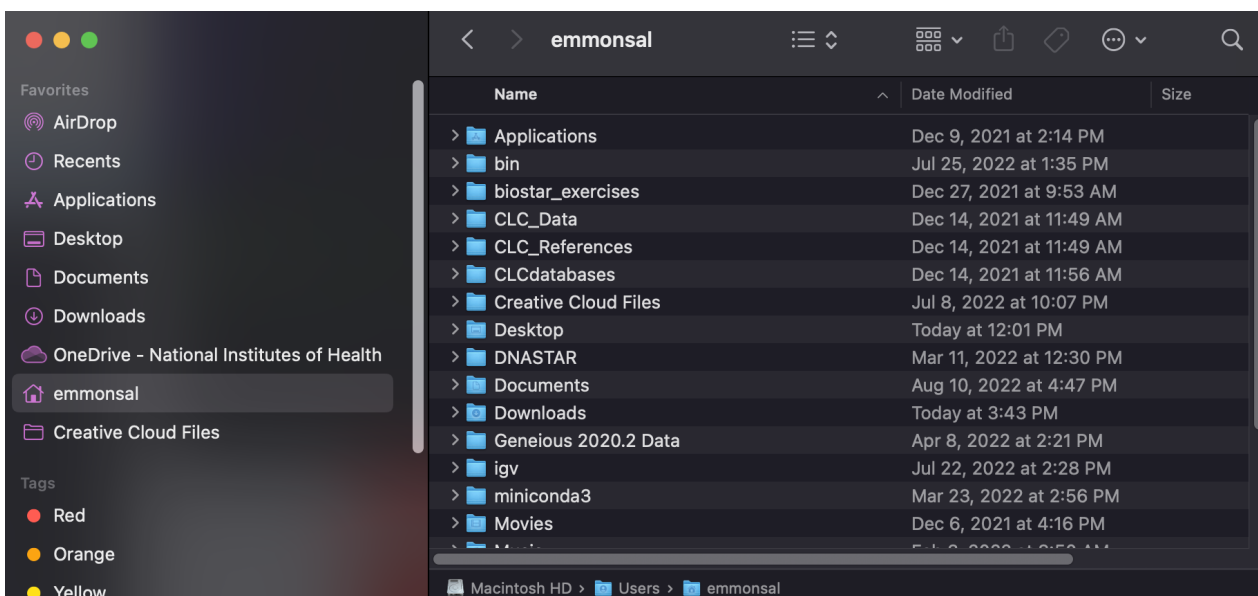 emmonsal
Favorites
AirDrop
Recents
Applications
Desktop
Documents
Downloads
OneDrive - National Institutes of Health
emmonsal
Creative Cloud Files
Tags
Red
Orange
Yellow
Name Date Modified Size
Applications Dec 9, 2021 at 2:14 PM
bin Jul 25, 2022 at 1:35 PM
biostar_exercises Dec 27, 2021 at 9:53 AM
CLC_Data Dec 14, 2021 at 11:49 AM
CLC_References Dec 14, 2021 at 11:49 AM
CLCdatabases Dec 14, 2021 at 11:56 AM
Creative Cloud Files Jul 8, 2022 at 10:07 PM
Desktop Today at 12:01 PM
DNASTAR Mar 11, 2022 at 12:30 PM
Documents Aug 10, 2022 at 4:47 PM
Downloads Today at 3:43 PM
Geneious 2020.2 Data Apr 8, 2022 at 2:21 PM
igv Jul 22, 2022 at 2:28 PM
miniconda3 Mar 23, 2022 at 2:56 PM
Movies Dec 6, 2021 at 4:16 PM
Macintosh HD › Users › emmonsal